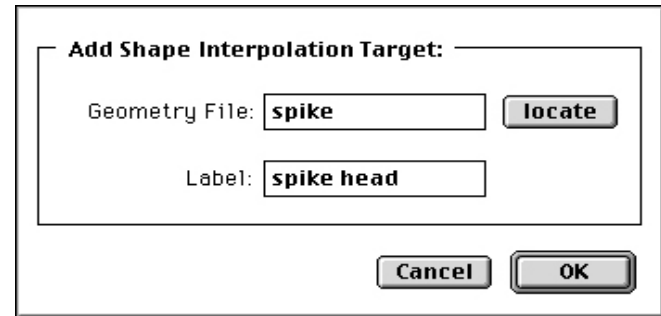 Add Shape Interpolation Target:
Geometry File: spike locate
Label: spike head
Cancel OK